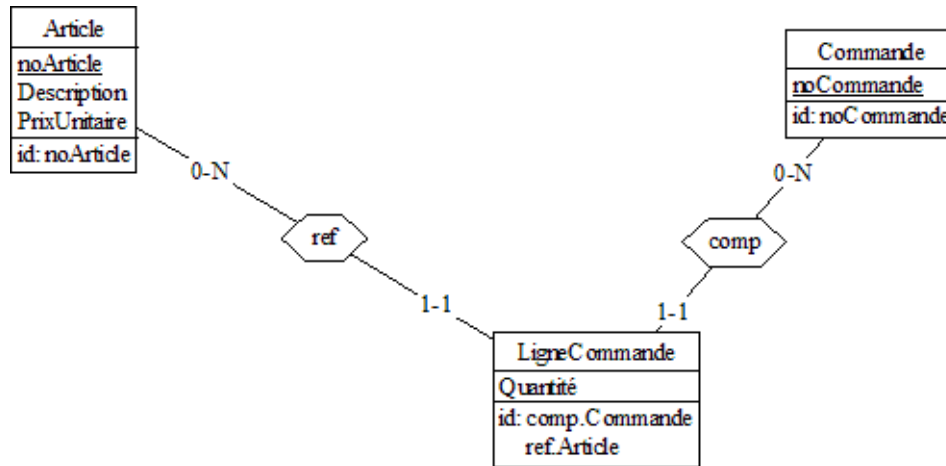 Article
noArticle
Description
PrixUnitaire
id: noArticle
Commande
noCommande
id: noCommande
0-N
0-N
ref
comp
1-1
1-1
LigneCommande
Quantité
id: comp.Commande
ref.Article